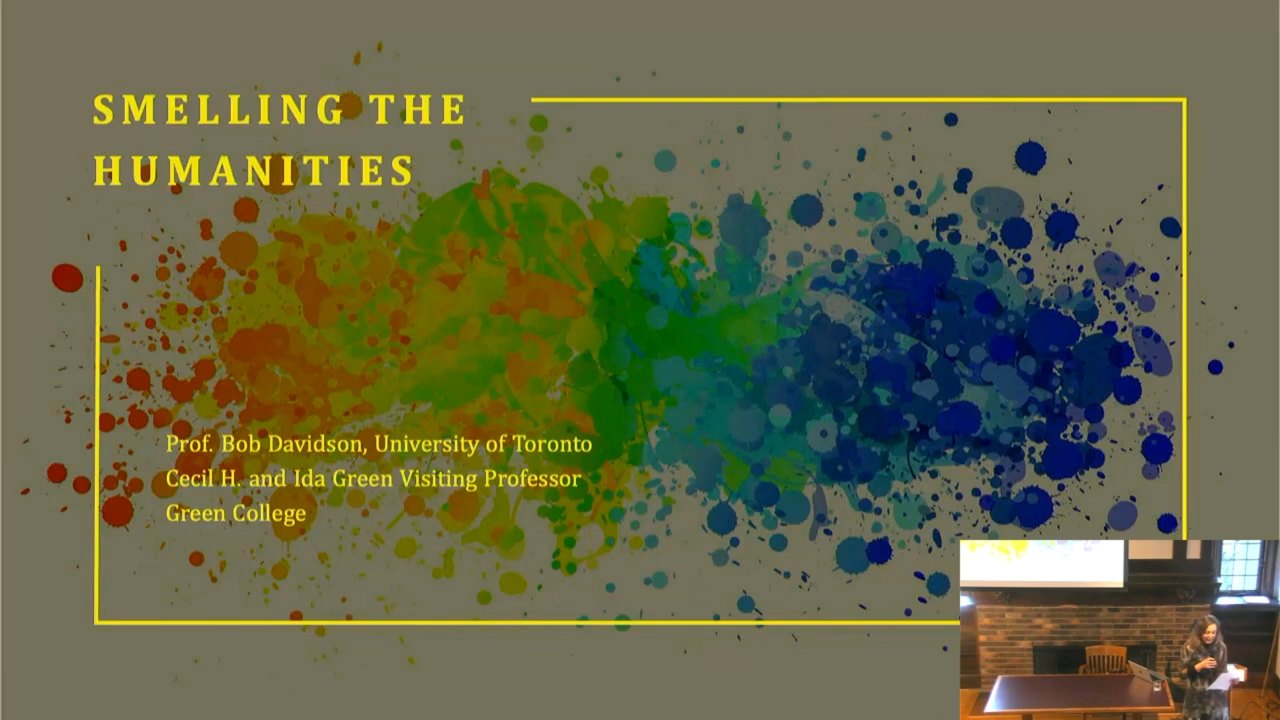 SMELLING THE
HUMANITIES
Prof. Bob Davidson, University of Toronto
Cecil H. and Ida Green Visiting Professor
Green College